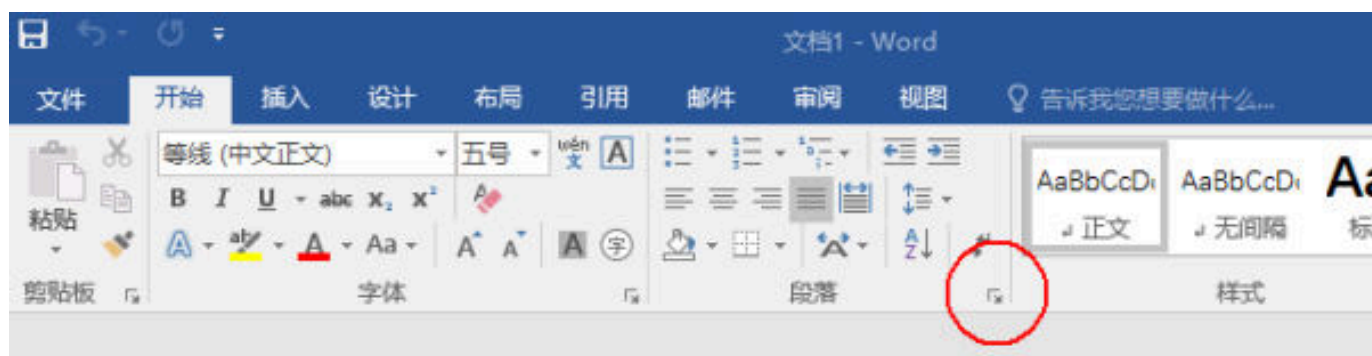 文档1 - Word
文件 开始 插入 设计 布局 引用 邮件 审阅 视图 告诉我您想要做什么...
等线 (中文正文) 五号 wén 文 A
B I U abc X₂ X² A
粘贴
A aby A Aa A A A 字 A Z
AaBbCcD AaBbCcD Aa
正文 无间隔 标
剪贴板 字体 段落 样式